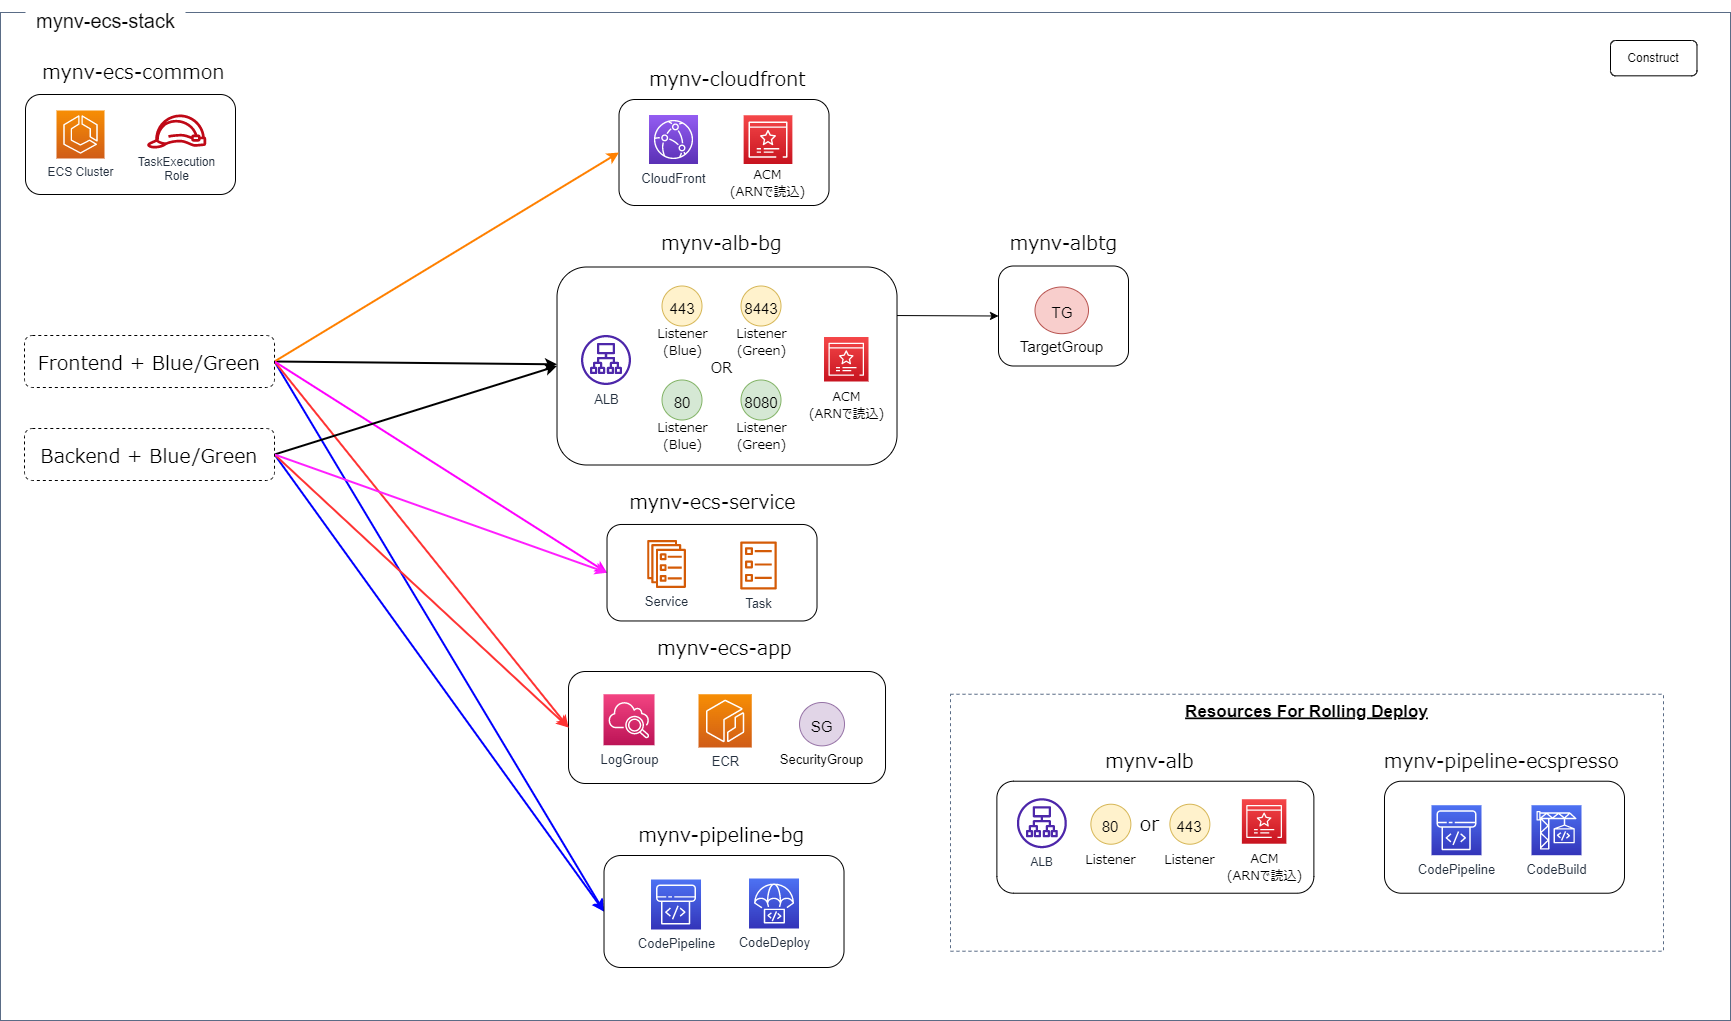 mynv-ecs-stack
Construct
mynv-ecs-common
ECS Cluster
TaskExecution
Role
mynv-cloudfront
CloudFront
ACM
(ARNで読込)
mynv-alb-bg
443
Listener
(Blue)
8443
Listener
(Green)
OR
ALB
80
Listener
(Blue)
8080
Listener
(Green)
ACM
(ARNで読込)
mynv-albtg
TG
TargetGroup
Frontend + Blue/Green
Backend + Blue/Green
mynv-ecs-service
Service
Task
mynv-ecs-app
LogGroup
ECR
SG
SecurityGroup
mynv-pipeline-bg
CodePipeline
CodeDeploy
Resources For Rolling Deploy
mynv-alb
ALB
80
Listener
or
443
Listener
ACM
(ARNで読込)
mynv-pipeline-ecspresso
CodePipeline
CodeBuild